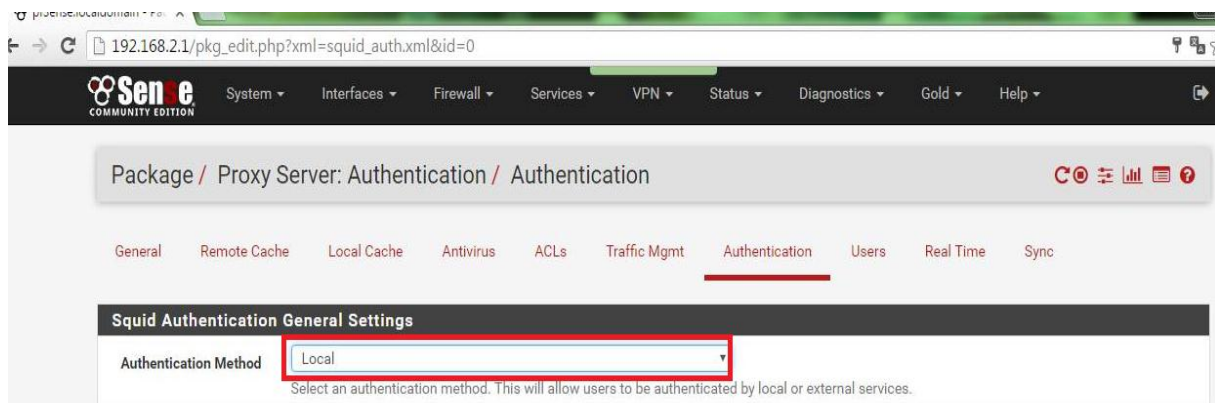 192.168.2.1/pkg_edit.php?xml=squid_auth.xml&id=0
Sense System Interfaces Firewall Services VPN Status Diagnostics Gold Help
COMMUNITY EDITION
Package / Proxy Server: Authentication / Authentication
General Remote Cache Local Cache Antivirus ACLs Traffic Mgmt Authentication Users Real Time Sync
Squid Authentication General Settings
Authentication Method Local
Select an authentication method. This will allow users to be authenticated by local or external services.